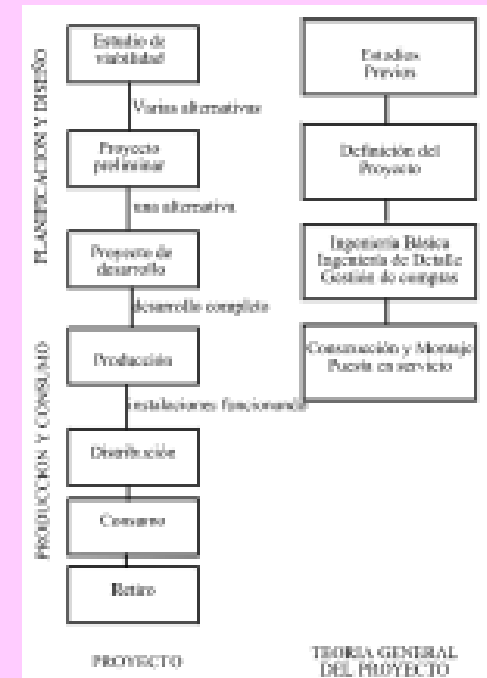 PLANIFICACION Y DISEÑO
Estudio de
viabilidad
Varias alternativas
Proyecto
preliminar
una alternativa
Proyecto de
desarrollo
desarrollo completo
PRODUCCION Y CONSUMO
Producción
instalaciones funcionando
Distribución
Consumo
Retiro
PROYECTO
Estudios
Previos
Definición del
Proyecto
Ingeniería Básica
Ingeniería de Detalle
Gestión de compras
Construcción y Montaje
Puesta en servicio
TEORIA GENERAL
DEL PROYECTO